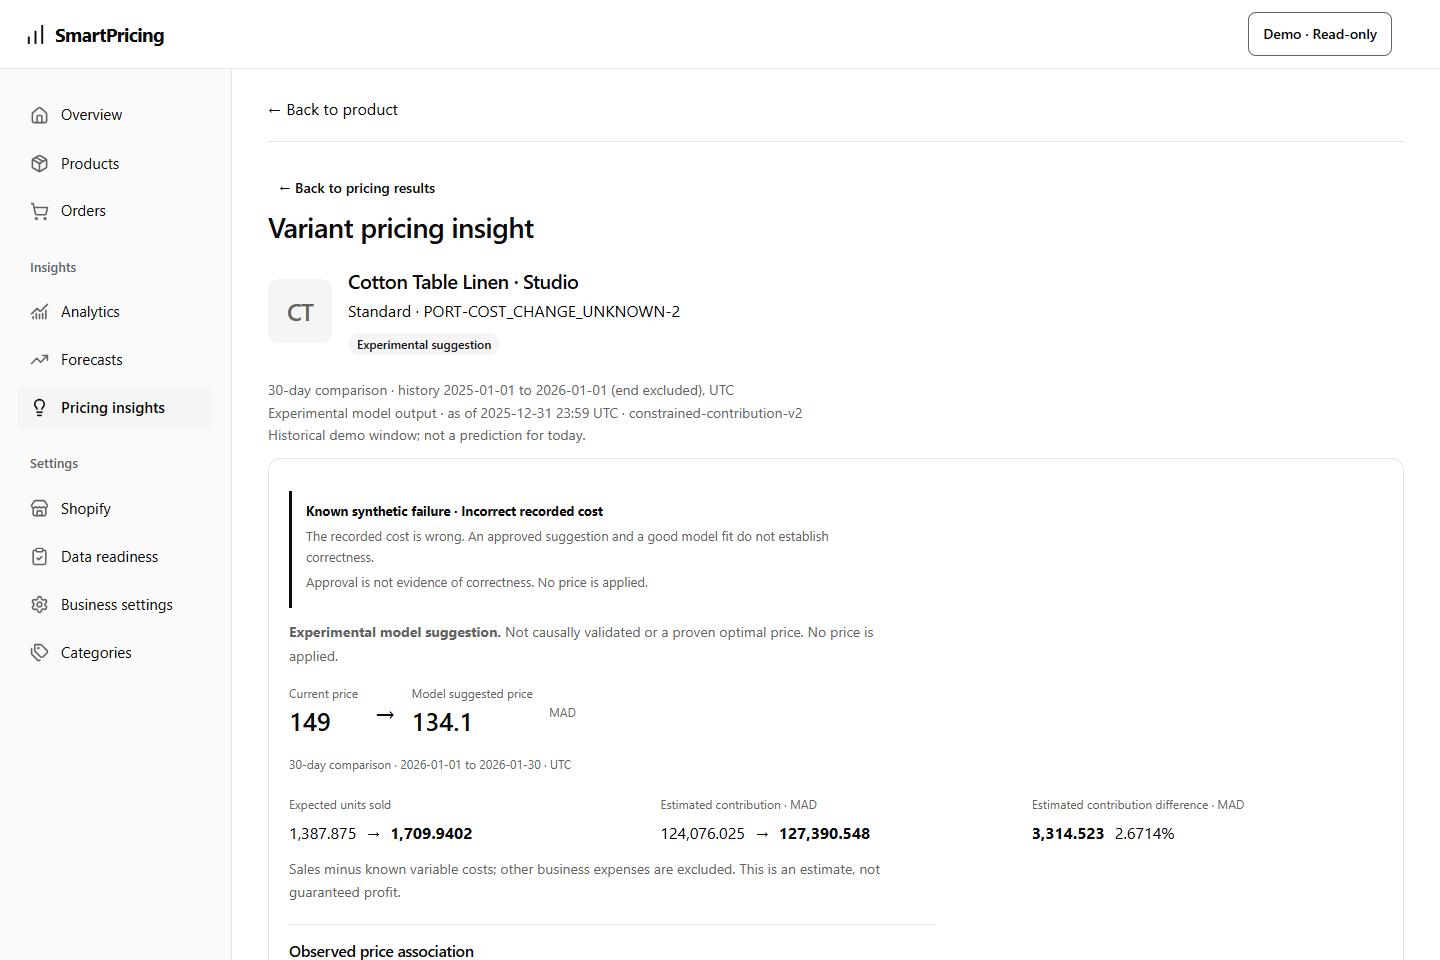 SmartPricing
Demo · Read-only
Overview
Products
Orders
Insights
Analytics
Forecasts
Pricing insights
Settings
Shopify
Data readiness
Business settings
Categories
← Back to product
← Back to pricing results
Variant pricing insight
CT
Cotton Table Linen · Studio
Standard · PORT-COST_CHANGE_UNKNOWN-2
Experimental suggestion
30-day comparison · history 2025-01-01 to 2026-01-01 (end excluded), UTC
Experimental model output · as of 2025-12-31 23:59 UTC · constrained-contribution-v2
Historical demo window; not a prediction for today.
Known synthetic failure · Incorrect recorded cost
The recorded cost is wrong. An approved suggestion and a good model fit do not establish
correctness.
Approval is not evidence of correctness. No price is applied.
Experimental model suggestion. Not causally validated or a proven optimal price. No price is
applied.
Current price
149
→
Model suggested price
134.1
MAD
30-day comparison · 2026-01-01 to 2026-01-30 · UTC
Expected units sold
1,387.875 → 1,709.9402
Estimated contribution · MAD
124,076.025 → 127,390.548
Estimated contribution difference · MAD
3,314.523 2.6714%
Sales minus known variable costs; other business expenses are excluded. This is an estimate, not
guaranteed profit.
Observed price association